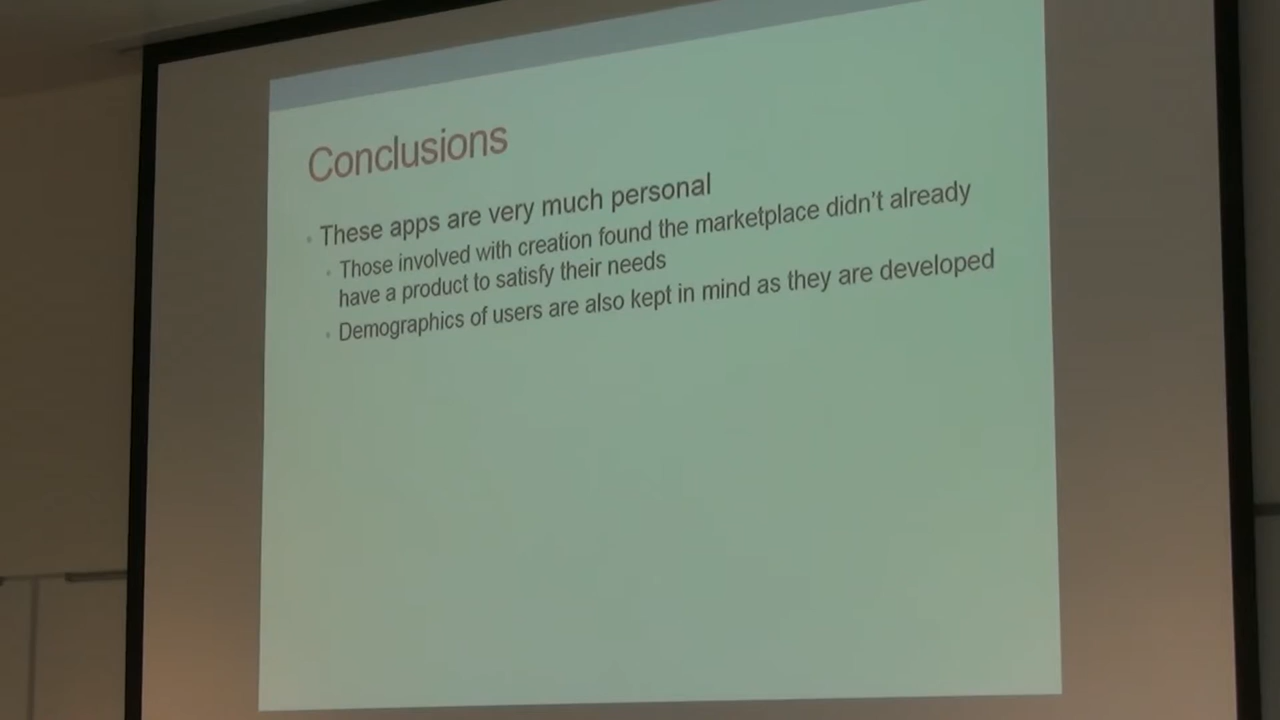 Conclusions
These apps are very much personal
Those involved with creation found the marketplace didn't already
have a product to satisfy their needs
Demographics of users are also kept in mind as they are developed